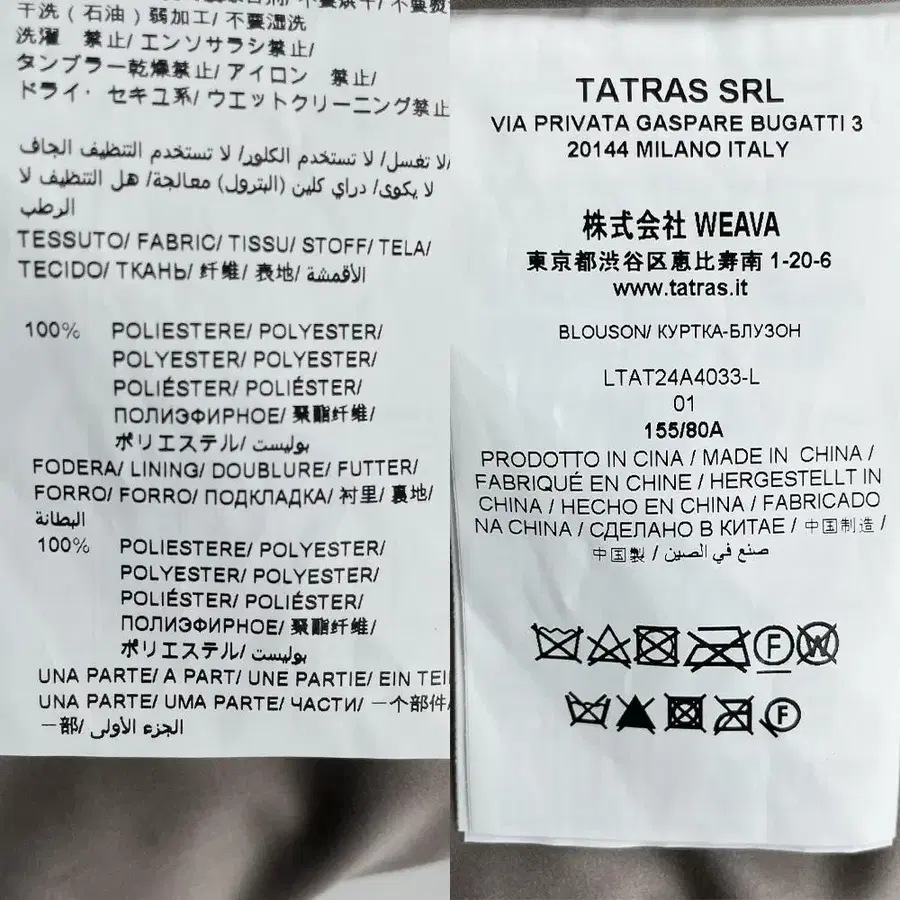 干洗（石油）弱加工/ 不要湿洗
洗濯　禁止/ エンソサラシ禁止/
タンブラー乾燥禁止/ アイロン　禁止/
ドライ・セキユ系/ ウエットクリーニング禁止
لا تغسل/ لا تستخدم الكلور/ لا تستخدم التنظيف الجاف/
لا يكوى/ دراي كلين (البترول) معالجة/ هل التنظيف لا
الرطب
TESSUTO/ FABRIC/ TISSU/ STOFF/ TELA/
TECIDO/ ТКАНЬ/ 纤维/ 表地/ الأقمشة
100% POLIESTERE/ POLYESTER/
POLYESTER/ POLYESTER/
POLIÉSTER/ POLIÉSTER/
ПОЛИЭФИРНОЕ/ 聚酯纤维/
ポリエステル/ بوليست
FODERA/ LINING/ DOUBLURE/ FUTTER/
FORRO/ FORRO/ ПОДКЛАДКА/ 衬里/ 裏地/
البطانة
100% POLIESTERE/ POLYESTER/
POLYESTER/ POLYESTER/
POLIÉSTER/ POLIÉSTER/
ПОЛИЭФИРНОЕ/ 聚酯纤维/
ポリエステル/ بوليست
UNA PARTE/ A PART/ UNE PARTIE/ EIN TEI
UNA PARTE/ UMA PARTE/ ЧАСТИ/ 一个部件/
一部/ الجزء الأولى
TATRAS SRL
VIA PRIVATA GASPARE BUGATTI 3
20144 MILANO ITALY
株式会社 WEAVA
東京都渋谷区恵比寿南 1-20-6
www.tatras.it
BLOUSON/ КУРТКА-БЛУЗОН
LTAT24A4033-L
01
155/80A
PRODOTTO IN CINA / MADE IN CHINA /
FABRIQUÉ EN CHINE / HERGESTELLT IN
CHINA / HECHO EN CHINA / FABRICADO
NA CHINA / СДЕЛАНО В КИТАЕ / 中国制造 /
中国製 / صنع في الصين
F W
F